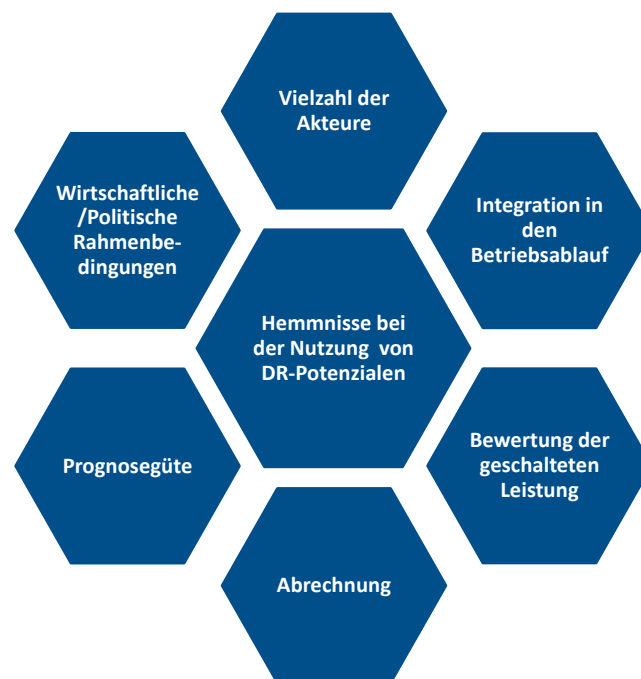 Vielzahl der
Akteure
Wirtschaftliche
/Politische
Rahmenbe-
dingungen
Integration in
den
Betriebsablauf
Hemmnisse bei
der Nutzung von
DR-Potenzialen
Prognosegüte
Bewertung der
geschalteten
Leistung
Abrechnung